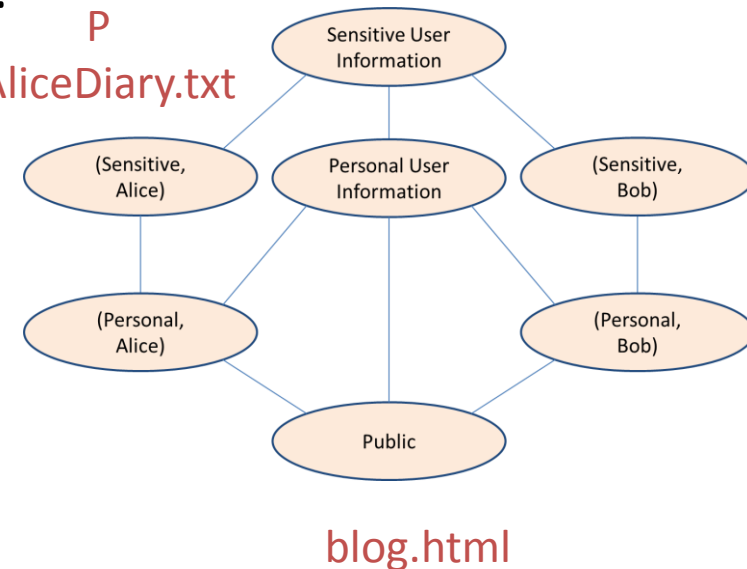 P
AliceDiary.txt
Sensitive User
Information
(Sensitive,
Alice)
Personal User
Information
(Sensitive,
Bob)
(Personal,
Alice)
(Personal,
Bob)
Public
blog.html